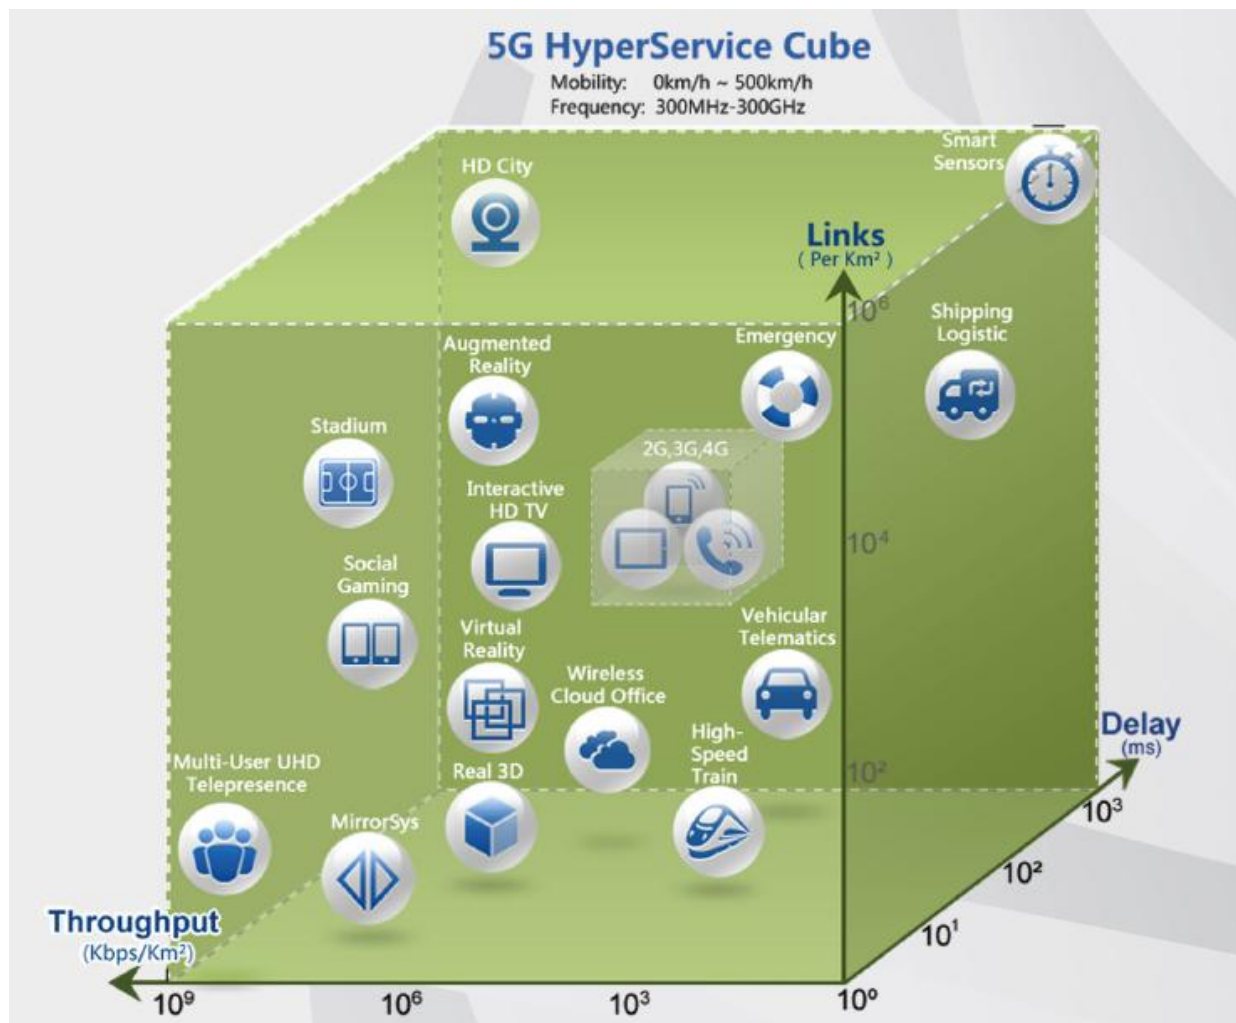 5G HyperService Cube
Mobility: 0km/h ~ 500km/h
Frequency: 300MHz-300GHz
Smart
Sensors
HD City
Links
( Per Km² )
10⁶
Shipping
Logistic
Emergency
Augmented
Reality
Stadium
2G,3G,4G
Interactive
HD TV
10⁴
Social
Gaming
Vehicular
Telematics
Virtual
Reality
Wireless
Cloud Office
High-
Speed
Train
Delay
(ms)
Multi-User UHD
Telepresence
Real 3D
10²
MirrorSys
10³
10²
Throughput
(Kbps/Km²)
10¹
10⁹ 10⁶ 10³ 10⁰